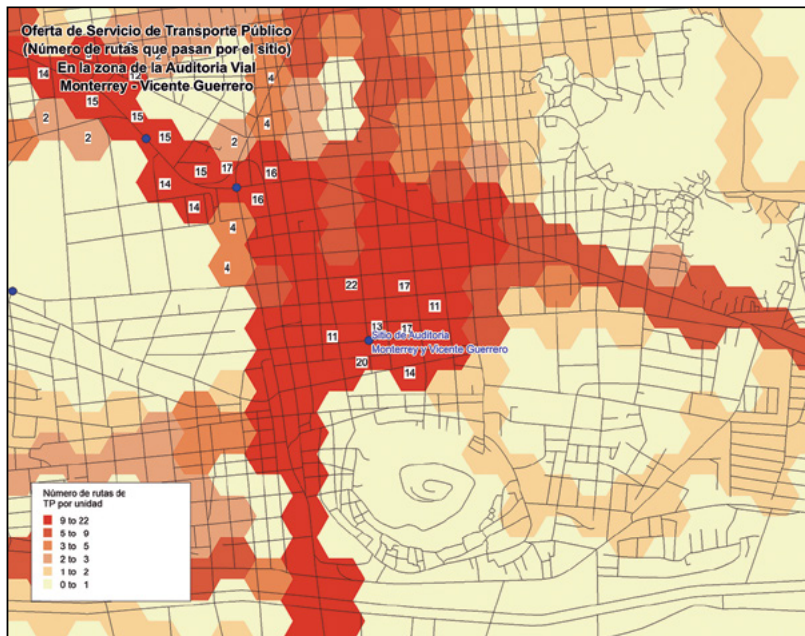 Oferta de Servicio de Transporte Público
(Número de rutas que pasan por el sitio)
En la zona de la Auditoria Vial
Monterrey - Vicente Guerrero
14
12
4
15
2
15
2
15
2
4
15
17
16
14
16
14
4
4
22
17
11
13
17
11
Sitio de Auditoria
Monterrey y Vicente Guerrero
20
14
Número de rutas de
TP por unidad
9 to 22
5 to 9
3 to 5
2 to 3
1 to 2
0 to 1